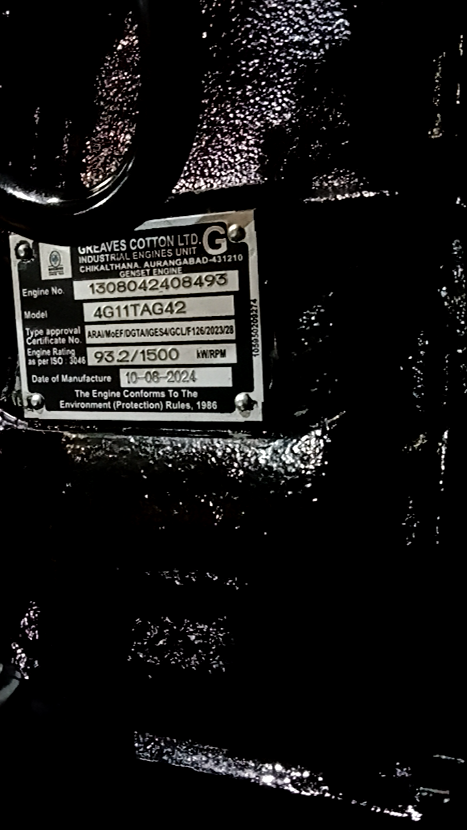 GREAVES COTTON LTD. G
INDUSTRIAL ENGINES UNIT
CHIKALTHANA, AURANGABAD-431210
GENSET ENGINE
Engine No. 1308042408493
Model 4G11TAG42
Type approval Certificate No. ARAI/MoEF/DGTA/IGES4/GCL/F126/2023/28
Engine Rating as per ISO : 3046 93.2/1500 kW/RPM
Date of Manufacture 10-06-2024
The Engine Conforms To The
Environment (Protection) Rules, 1986